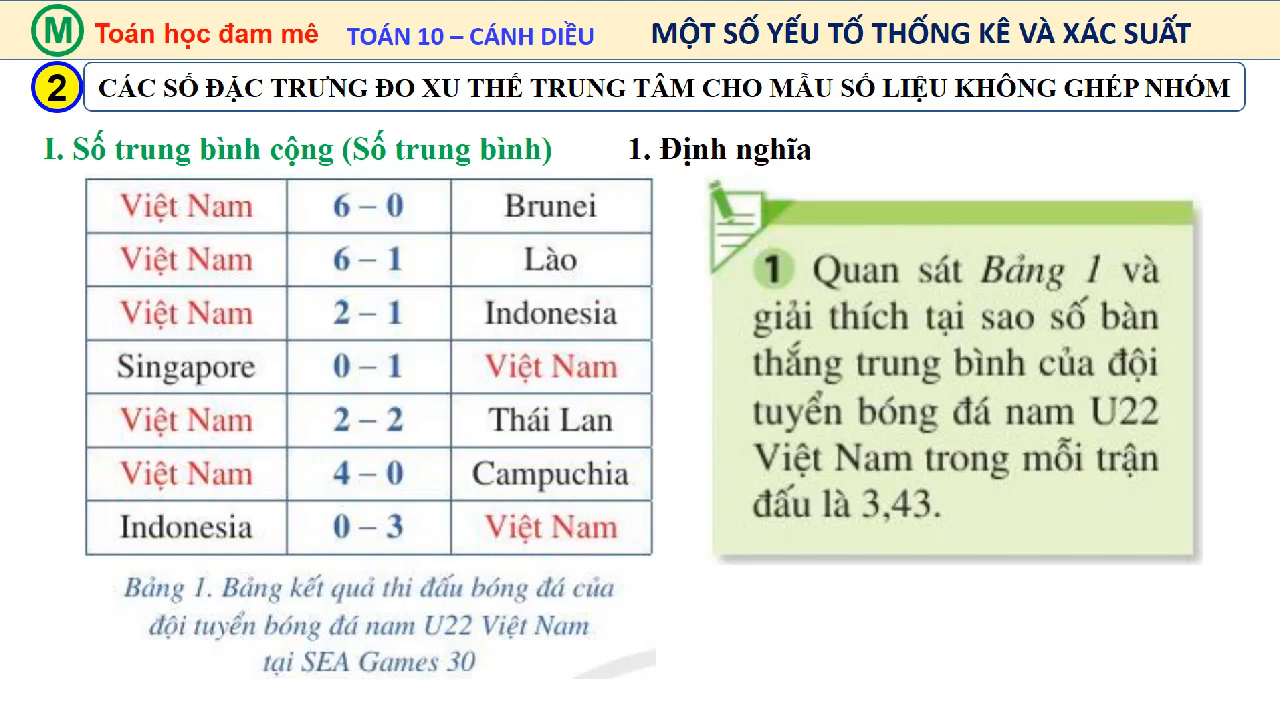 M Toán học đam mê TOÁN 10 – CÁNH DIỀU MỘT SỐ YẾU TỐ THỐNG KÊ VÀ XÁC SUẤT
2 CÁC SỐ ĐẶC TRƯNG ĐO XU THẾ TRUNG TÂM CHO MẪU SỐ LIỆU KHÔNG GHÉP NHÓM
I. Số trung bình cộng (Số trung bình) 1. Định nghĩa
Việt Nam 6 – 0 Brunei
Việt Nam 6 – 1 Lào
Việt Nam 2 – 1 Indonesia
Singapore 0 – 1 Việt Nam
Việt Nam 2 – 2 Thái Lan
Việt Nam 4 – 0 Campuchia
Indonesia 0 – 3 Việt Nam
Bảng 1. Bảng kết quả thi đấu bóng đá của
đội tuyển bóng đá nam U22 Việt Nam
tại SEA Games 30
1 Quan sát Bảng 1 và
giải thích tại sao số bàn
thắng trung bình của đội
tuyển bóng đá nam U22
Việt Nam trong mỗi trận
đấu là 3,43.